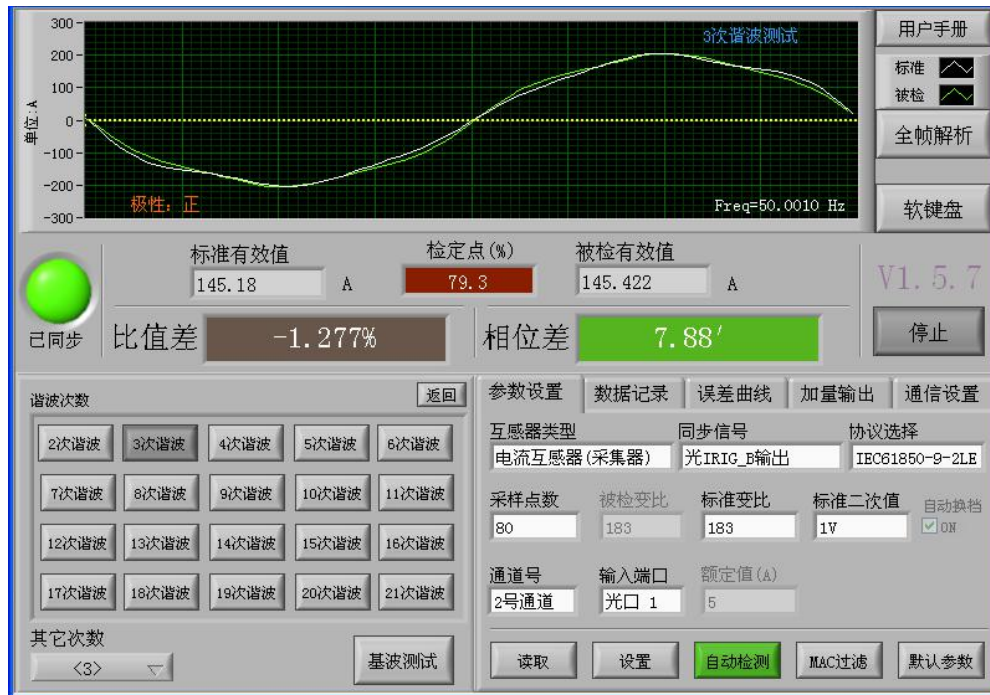 300
200
100
0
-100
-200
-300
单位:A
3次谐波测试
极性: 正
Freq=50.0010 Hz
用户手册
标准
被检
全帧解析
软键盘
已同步
标准有效值
145.18 A
检定点(%)
79.3
被检有效值
145.422 A
比值差 -1.277%
相位差 7.88′
V1.5.7
停止
谐波次数 返回
2次谐波 3次谐波 4次谐波 5次谐波 6次谐波
7次谐波 8次谐波 9次谐波 10次谐波 11次谐波
12次谐波 13次谐波 14次谐波 15次谐波 16次谐波
17次谐波 18次谐波 19次谐波 20次谐波 21次谐波
其它次数
<3>
基波测试
参数设置 数据记录 误差曲线 加量输出 通信设置
互感器类型 同步信号 协议选择
电流互感器(采集器) 光IRIG_B输出 IEC61850-9-2LE
采样点数 被检变比 标准变比 标准二次值 自动换档
80 183 183 1V ON
通道号 输入端口 额定值(A)
2号通道 光口 1 5
读取 设置 自动检测 MAC过滤 默认参数